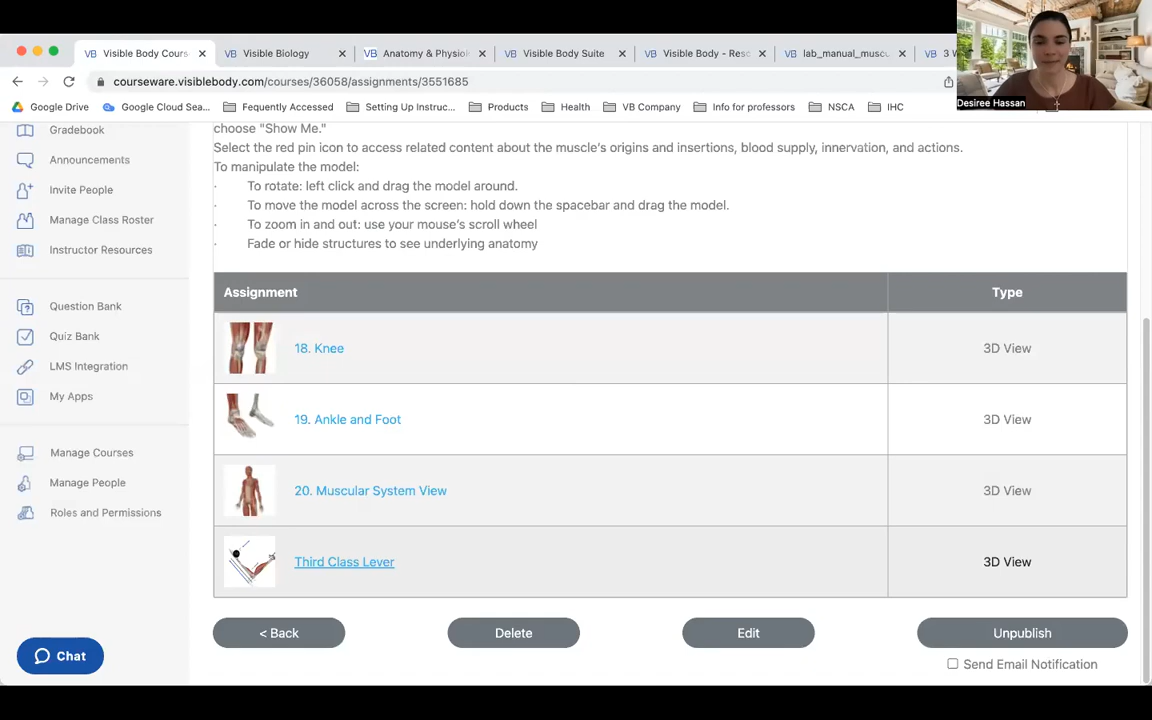 Visible Body Cours
Visible Biology
Anatomy & Physio
Visible Body Suite
Visible Body - Reso
lab_manual_muscu
3 W
courseware.visiblebody.com/courses/36058/assignments/3551685
Google Drive
Google Cloud Sea...
Fequently Accessed
Setting Up Instruc...
Products
Health
VB Company
Info for professors
NSCA
IHC
Desiree Hassan
Gradebook
Announcements
Invite People
Manage Class Roster
Instructor Resources
Question Bank
Quiz Bank
LMS Integration
My Apps
Manage Courses
Manage People
Roles and Permissions
Chat
choose "Show Me."
Select the red pin icon to access related content about the muscle's origins and insertions, blood supply, innervation, and actions.
To manipulate the model:
· To rotate: left click and drag the model around.
· To move the model across the screen: hold down the spacebar and drag the model.
· To zoom in and out: use your mouse's scroll wheel
· Fade or hide structures to see underlying anatomy
Assignment Type
18. Knee 3D View
19. Ankle and Foot 3D View
20. Muscular System View 3D View
Third Class Lever 3D View
< Back Delete Edit Unpublish
Send Email Notification